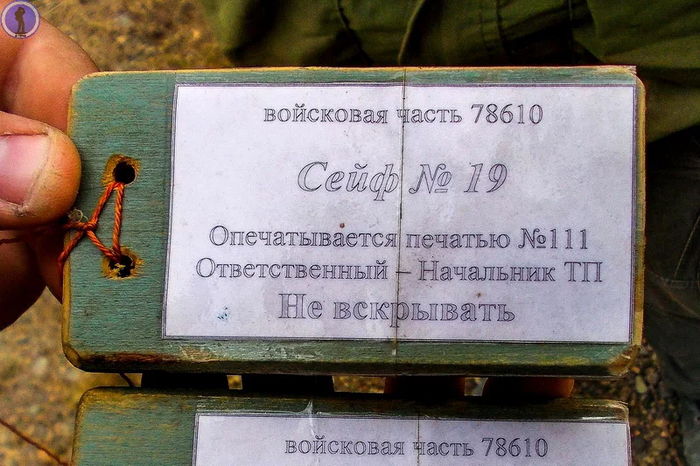 войсковая часть 78610
Сейф № 19
Опечатывается печатью №111
Ответственный – Начальник ТП
Не вскрывать
войсковая часть 78610